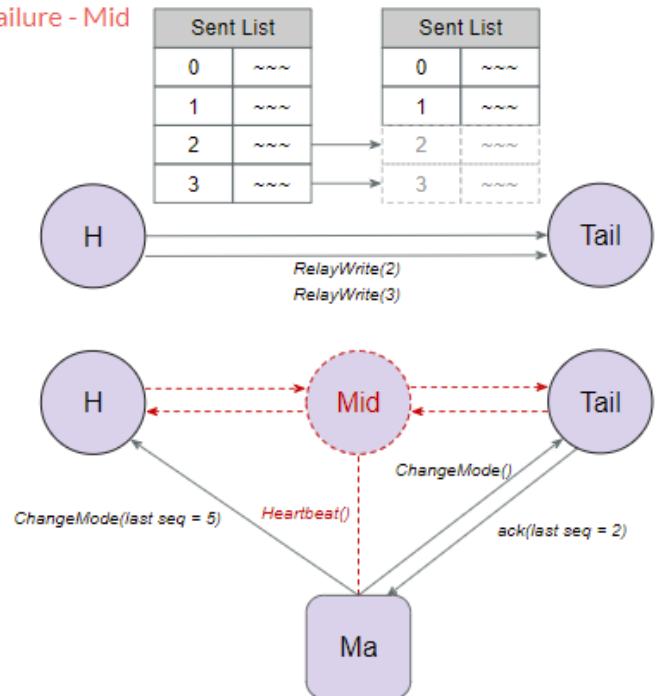 ailure - Mid
Sent List
Sent List
0 ~~~
0 ~~~
1 ~~~
1 ~~~
2 ~~~
2 ~~~
3 ~~~
3 ~~~
H
Tail
RelayWrite(2)
RelayWrite(3)
H
Mid
Tail
ChangeMode()
ChangeMode(last seq = 5)
Heartbeat()
ack(last seq = 2)
Ma